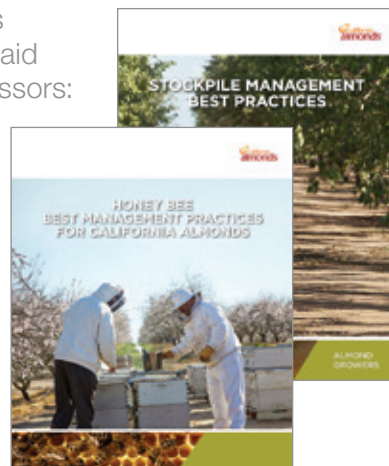 s
aid
ssors:
almonds
STOCKPILE MANAGEMENT
BEST PRACTICES
ALMOND
GROWERS
almonds
HONEY BEE
BEST MANAGEMENT PRACTICES
FOR CALIFORNIA ALMONDS